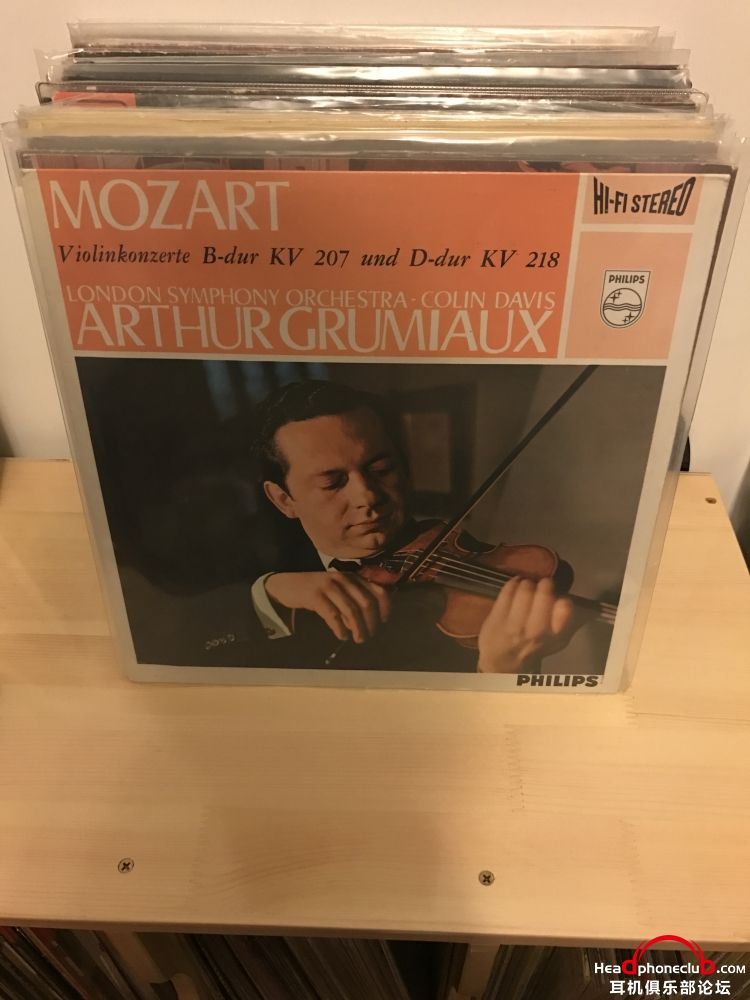 MOZART
HI-FI STEREO
Violinkonzerte B-dur KV 207 und D-dur KV 218
PHILIPS
LONDON SYMPHONY ORCHESTRA · COLIN DAVIS
ARTHUR GRUMIAUX
PHILIPS
HeadphoneclubD.COM
耳机俱乐部论坛